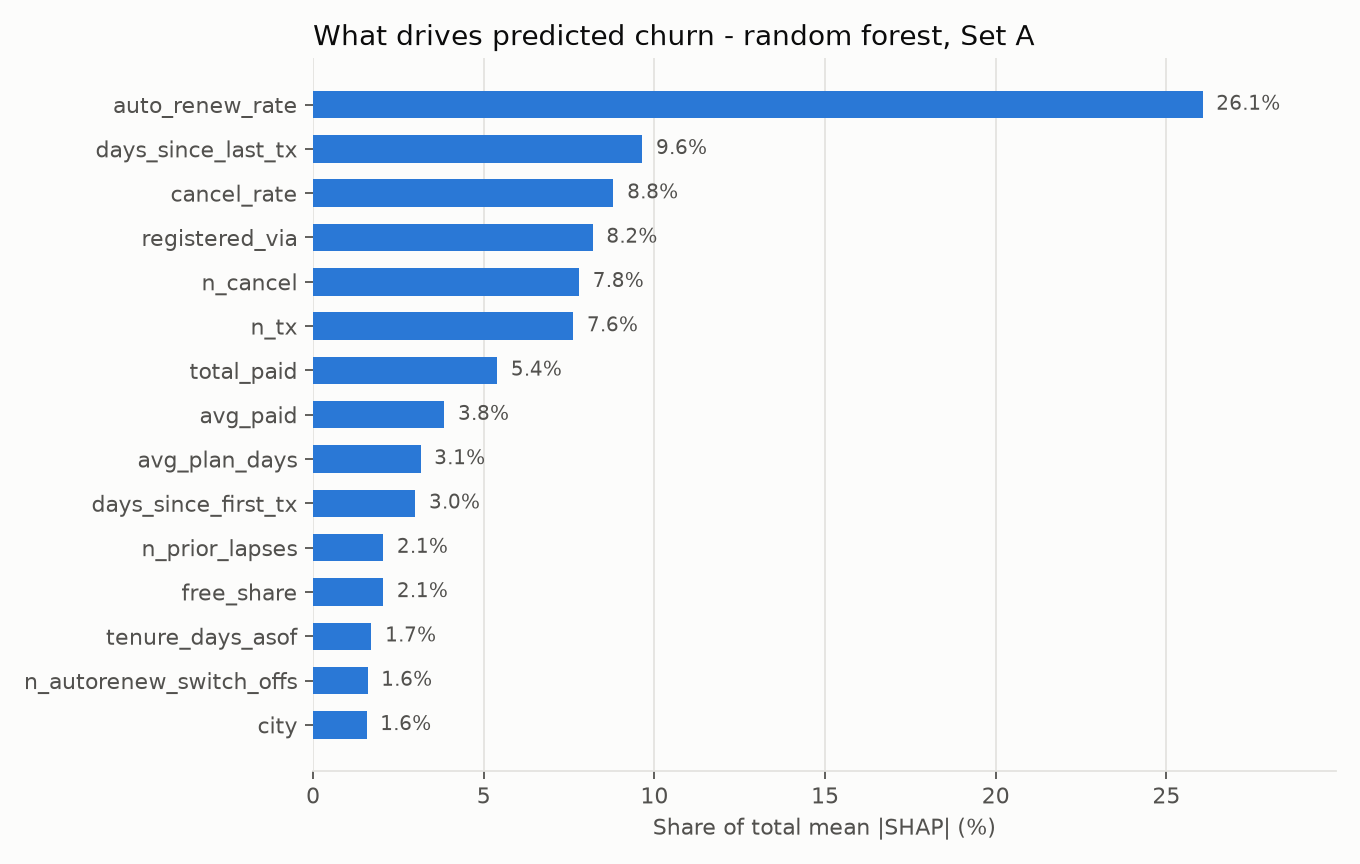 What drives predicted churn - random forest, Set A
auto_renew_rate 26.1%
days_since_last_tx 9.6%
cancel_rate 8.8%
registered_via 8.2%
n_cancel 7.8%
n_tx 7.6%
total_paid 5.4%
avg_paid 3.8%
avg_plan_days 3.1%
days_since_first_tx 3.0%
n_prior_lapses 2.1%
free_share 2.1%
tenure_days_asof 1.7%
n_autorenew_switch_offs 1.6%
city 1.6%
0 5 10 15 20 25
Share of total mean |SHAP| (%)